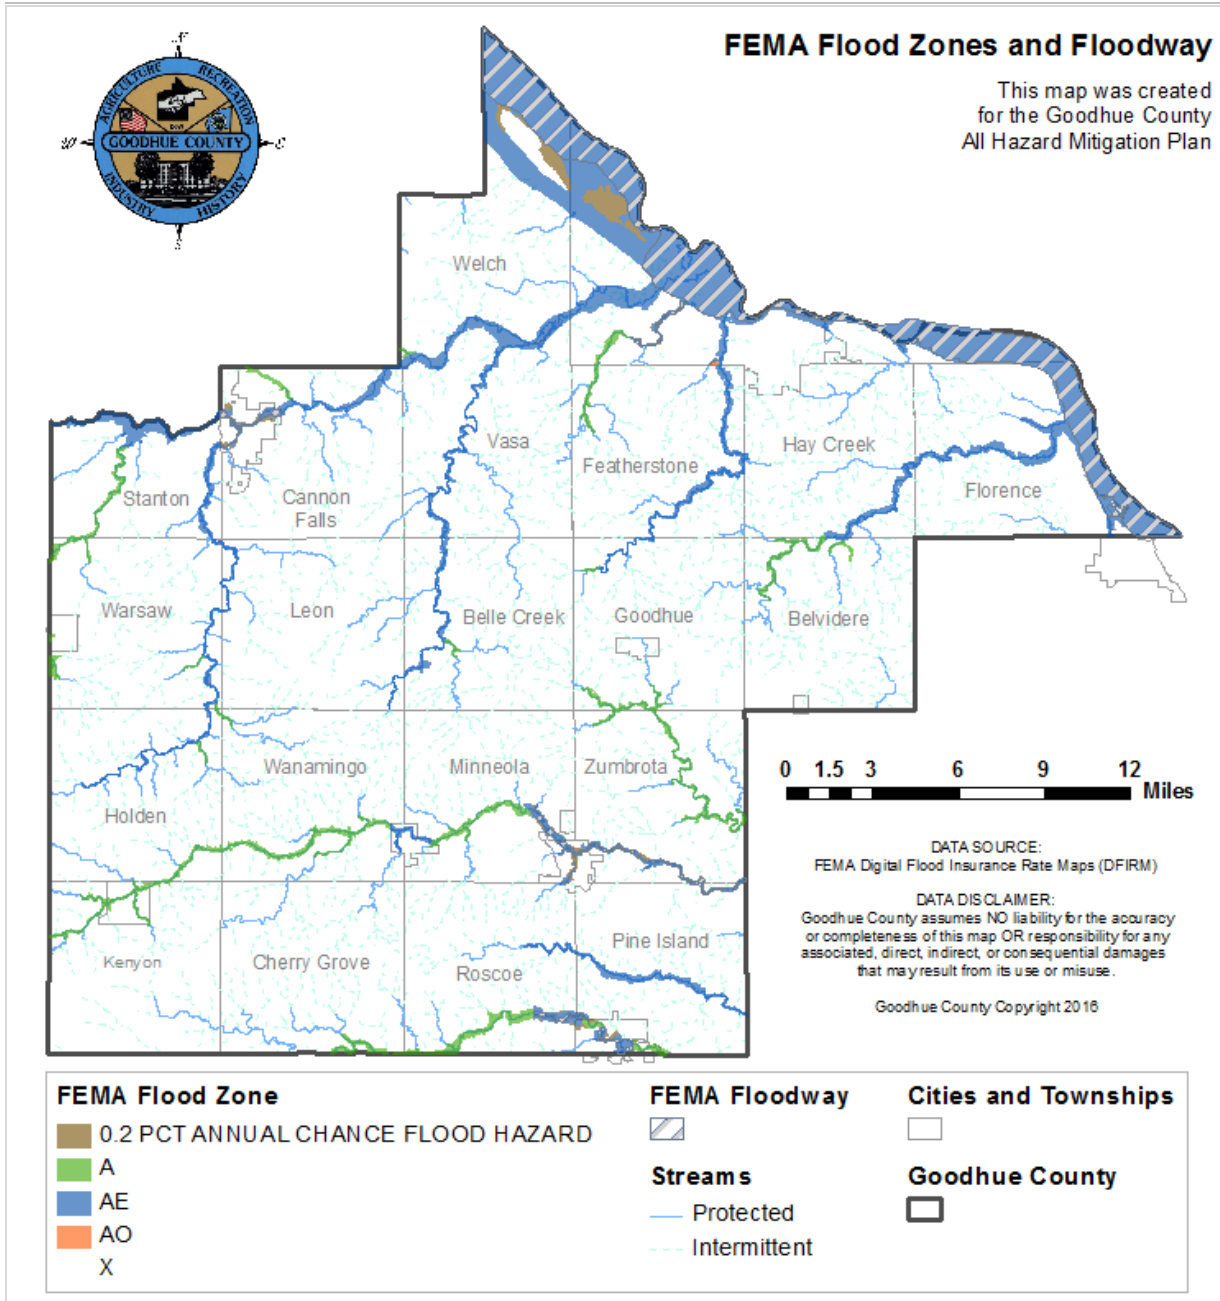 FEMA Flood Zones and Floodway
This map was created
for the Goodhue County
All Hazard Mitigation Plan
N
AGRICULTURE
RECREATION
W
GOODHUE COUNTY
E
INDUSTRY
HISTORY
S
Welch
Vasa
Hay Creek
Featherstone
Stanton
Cannon
Falls
Florence
Warsaw
Leon
Belle Creek
Goodhue
Belvidere
Wanamingo
Minneola
Zumbrota
Holden
Kenyon
Cherry Grove
Roscoe
Pine Island
0 1.5 3 6 9 12
Miles
DATA SOURCE:
FEMA Digital Flood Insurance Rate Maps (DFIRM)
DATA DISCLAIMER:
Goodhue County assumes NO liability for the accuracy
or completeness of this map OR responsibility for any
associated, direct, indirect, or consequential damages
that may result from its use or misuse.
Goodhue County Copyright 2016
FEMA Flood Zone
0.2 PCT ANNUAL CHANCE FLOOD HAZARD
A
AE
AO
X
FEMA Floodway
Streams
Protected
Intermittent
Cities and Townships
Goodhue County